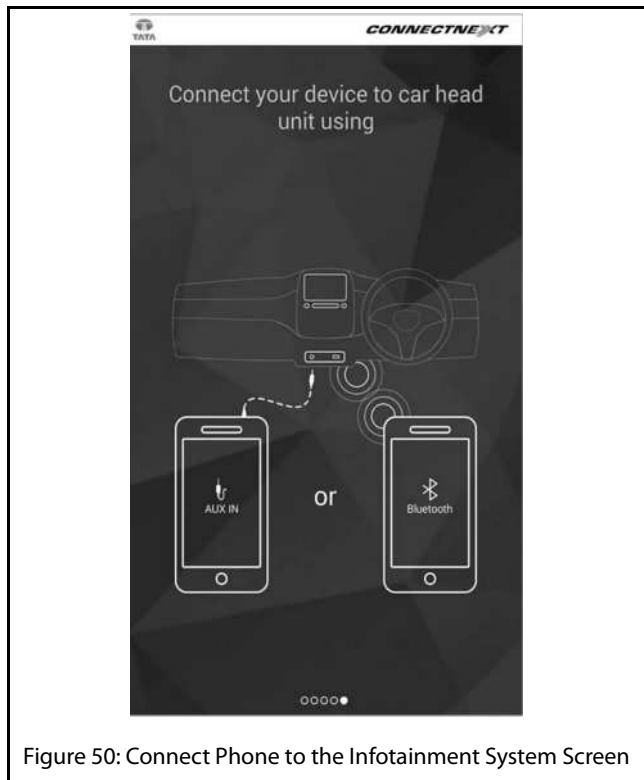 TATA
CONNECTNEXT
Connect your device to car head
unit using
AUX IN
or
Bluetooth
Figure 50: Connect Phone to the Infotainment System Screen